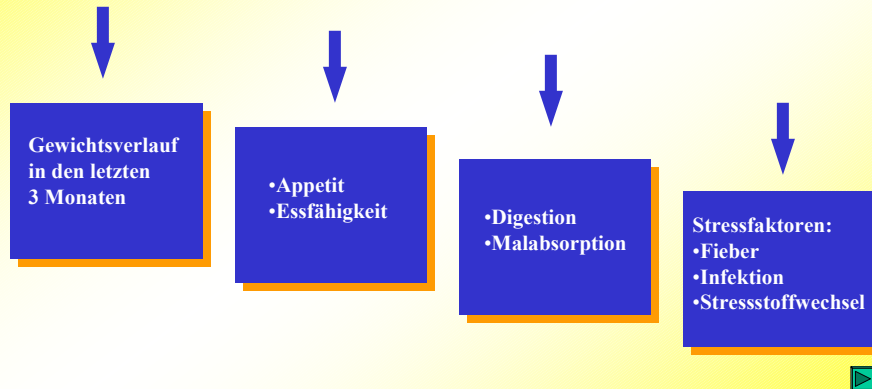 Gewichtsverlauf
in den letzten
3 Monaten
•Appetit
•Essfähigkeit
•Digestion
•Malabsorption
Stressfaktoren:
•Fieber
•Infektion
•Stressstoffwechsel